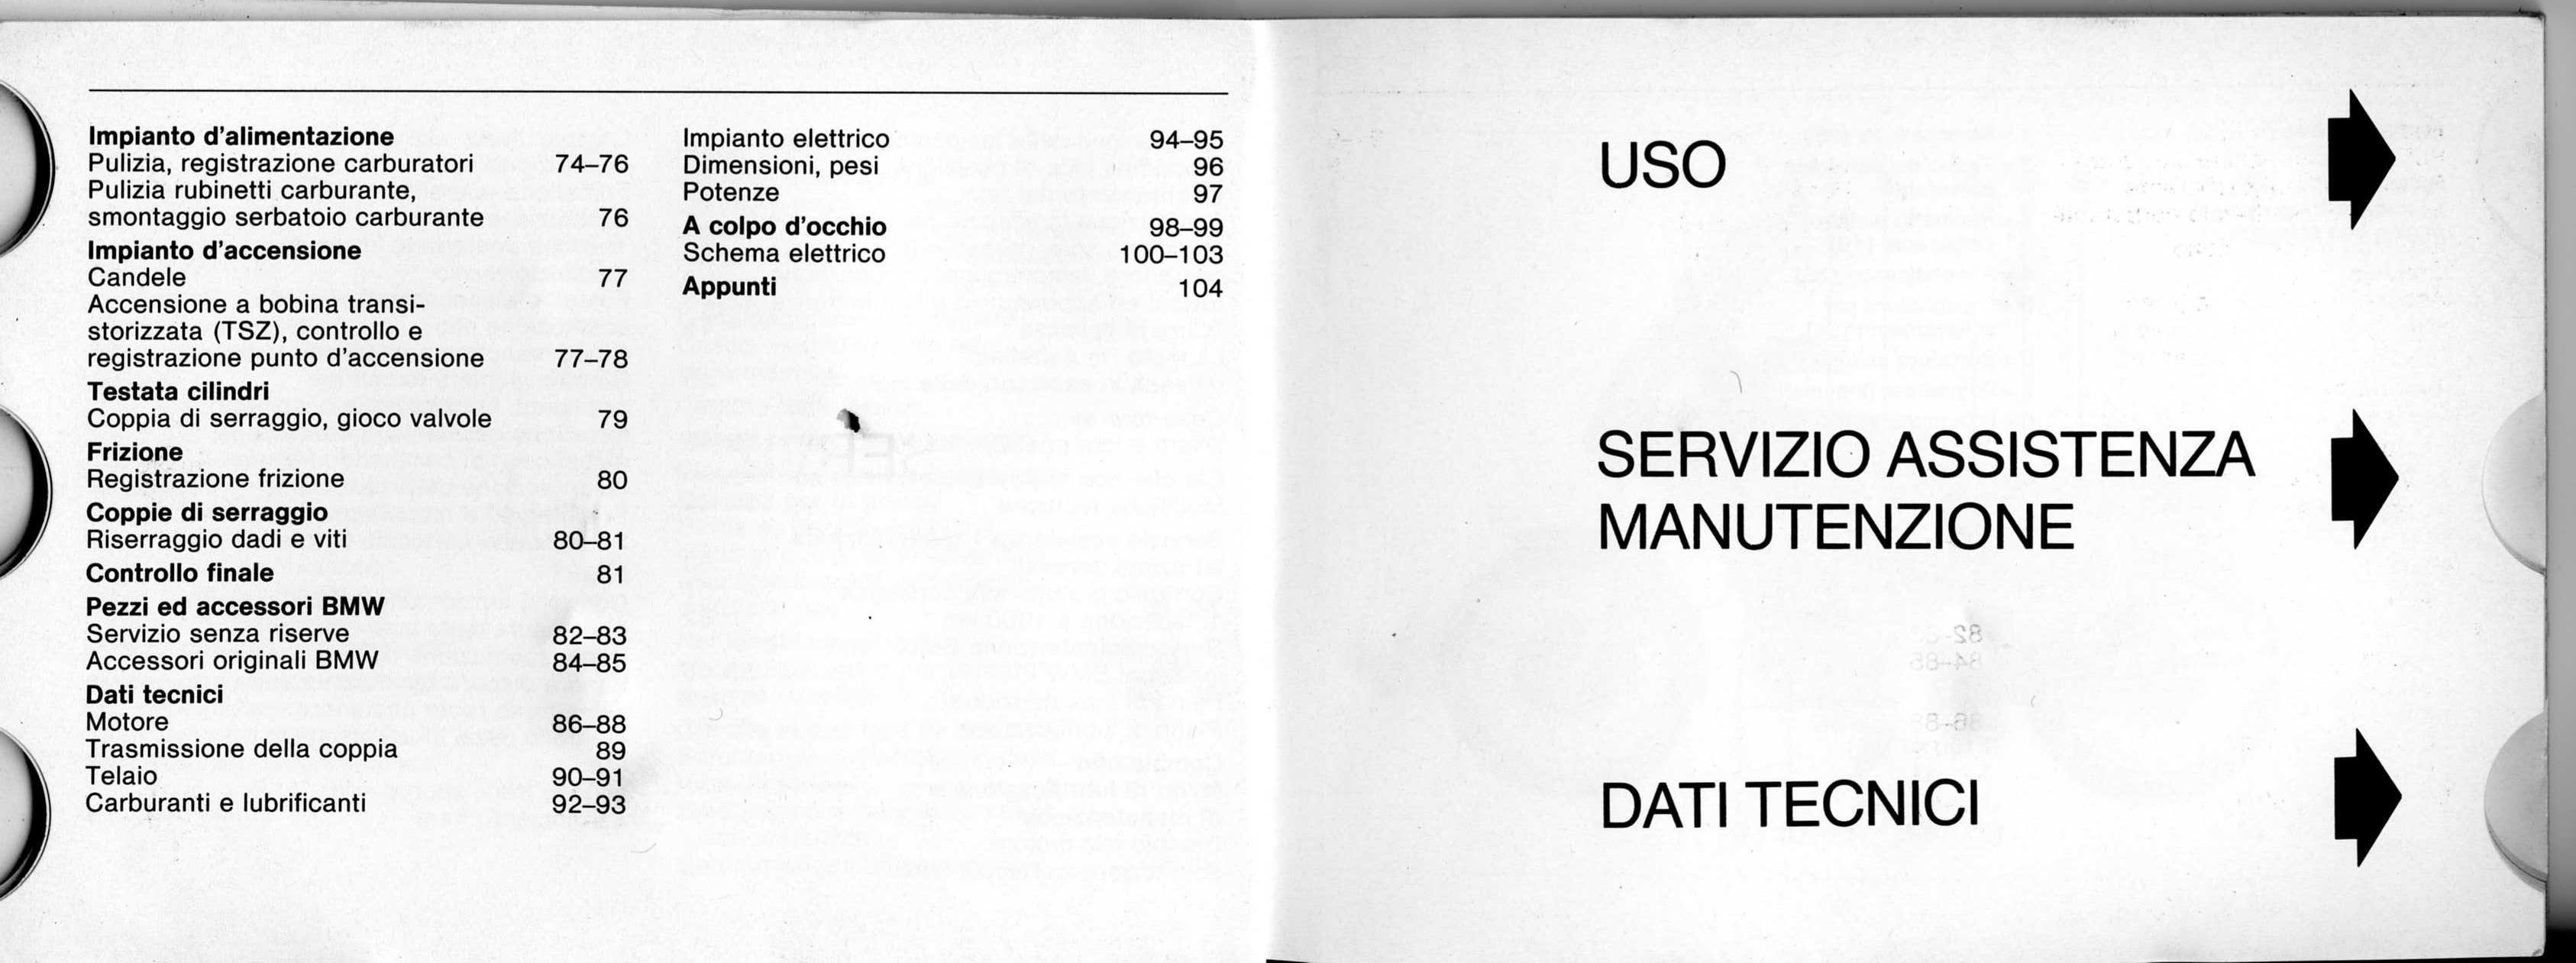 Impianto d'alimentazione
Pulizia, registrazione carburatori 74–76
Pulizia rubinetti carburante,
smontaggio serbatoio carburante 76
Impianto d'accensione
Candele 77
Accensione a bobina transi-
storizzata (TSZ), controllo e
registrazione punto d'accensione 77–78
Testata cilindri
Coppia di serraggio, gioco valvole 79
Frizione
Registrazione frizione 80
Coppie di serraggio
Riserraggio dadi e viti 80–81
Controllo finale 81
Pezzi ed accessori BMW
Servizio senza riserve 82–83
Accessori originali BMW 84–85
Dati tecnici
Motore 86–88
Trasmissione della coppia 89
Telaio 90–91
Carburanti e lubrificanti 92–93
Impianto elettrico 94–95
Dimensioni, pesi 96
Potenze 97
A colpo d'occhio 98–99
Schema elettrico 100–103
Appunti 104
USO
SERVIZIO ASSISTENZA
MANUTENZIONE
DATI TECNICI